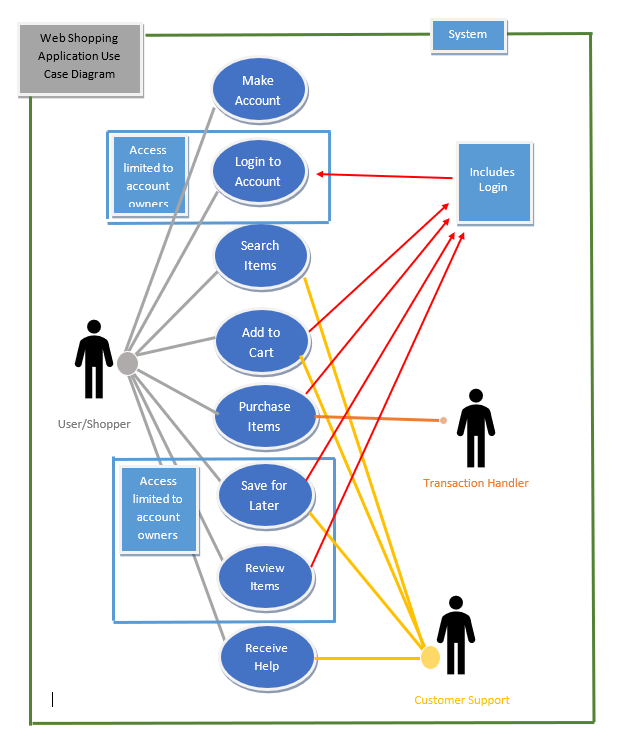 Web Shopping
Application Use
Case Diagram
System
Make
Account
Access
limited to
account
owners
Login to
Account
Includes
Login
Search
Items
Add to
Cart
User/Shopper
Purchase
Items
Transaction Handler
Access
limited to
account
owners
Save for
Later
Review
Items
Receive
Help
Customer Support